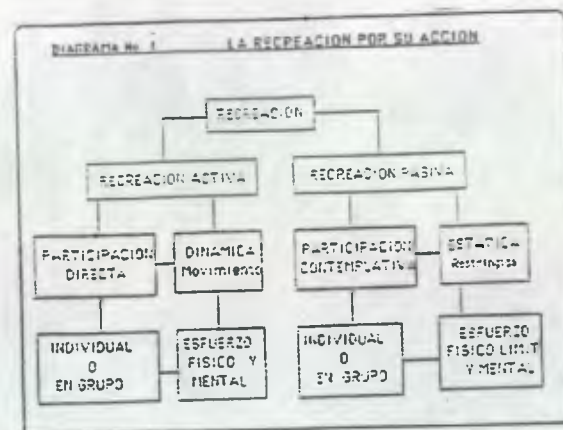 DIAGRAMA No. 1 LA RECREACION POR SU ACCION
RECREACION
RECREACION ACTIVA
RECREACION PASIVA
PARTICIPACION
DIRECTA
DINAMICA
Movimiento
PARTICIPACION
CONTEMPLATIVA
ESTATICA
Restringida
INDIVIDUAL
O
EN GRUPO
ESFUERZO
FISICO Y
MENTAL
INDIVIDUAL
O
EN GRUPO
ESFUERZO
FISICO LIMIT
Y MENTAL